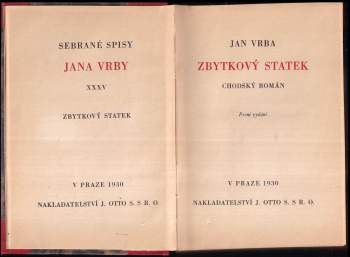 SEBRANÉ SPISY
JANA VRBY
XXXV
ZBYTKOVÝ STATEK
V PRAZE 1930
NAKLADATELSTVÍ J. OTTO S. S R. O.
JAN VRBA
ZBYTKOVÝ STATEK
CHODSKÝ ROMÁN
První vydání
V PRAZE 1930
NAKLADATELSTVÍ J. OTTO S. S R. O.